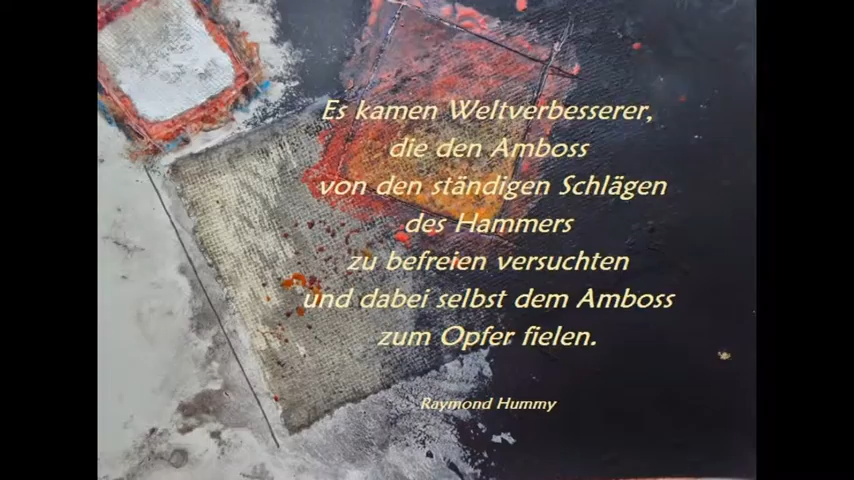 Es kamen Weltverbesserer,
die den Amboss
von den ständigen Schlägen
des Hammers
zu befreien versuchten
und dabei selbst dem Amboss
zum Opfer fielen.
Raymond Hummy